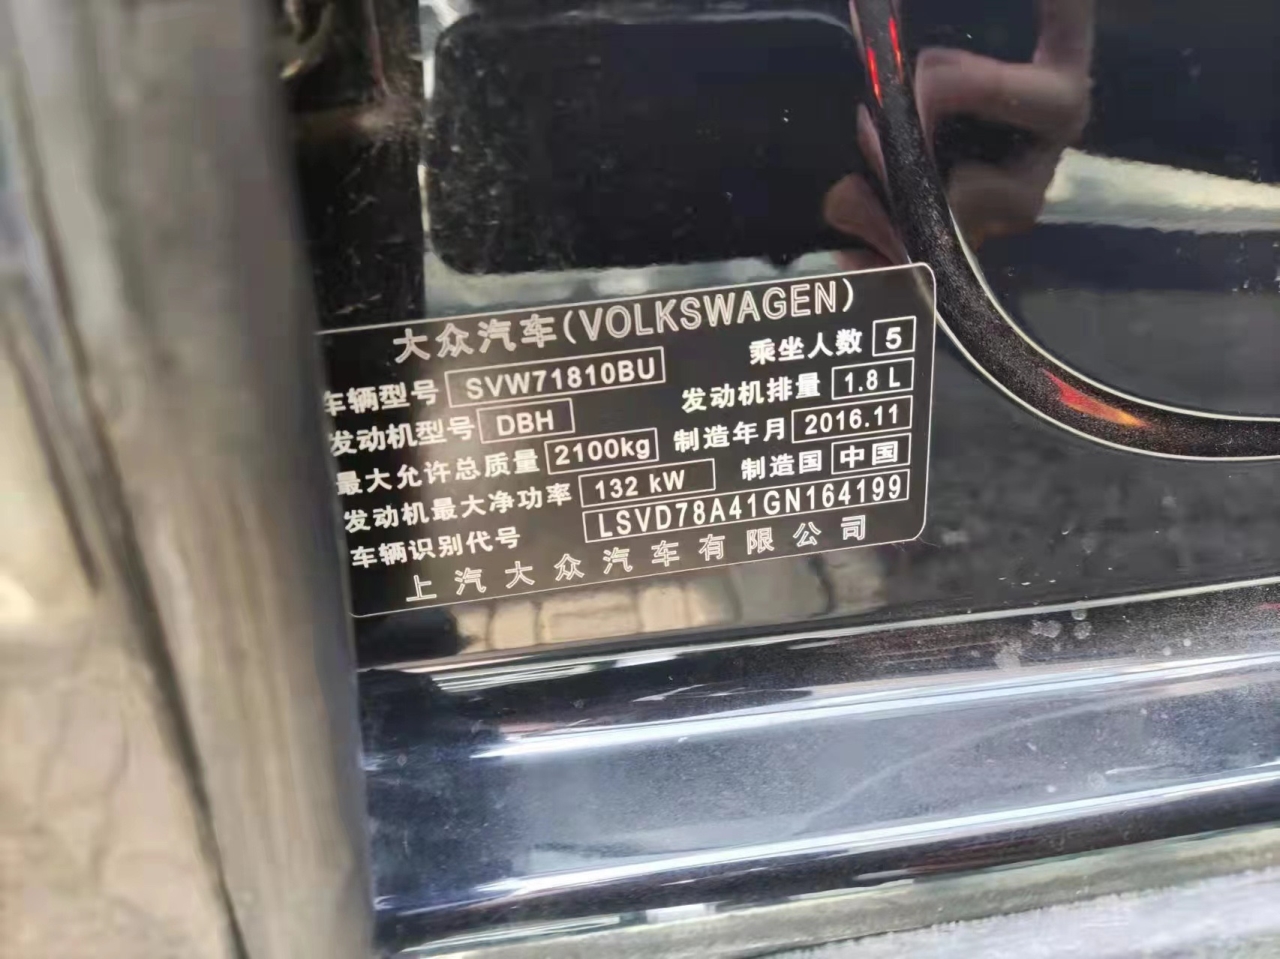 大众汽车(VOLKSWAGEN)
车辆型号 SVW71810BU 乘坐人数 5
发动机型号 DBH 发动机排量 1.8 L
最大允许总质量 2100kg 制造年月 2016.11
发动机最大净功率 132 kW 制造国 中国
车辆识别代号 LSVD78A41GN164199
上汽大众汽车有限公司